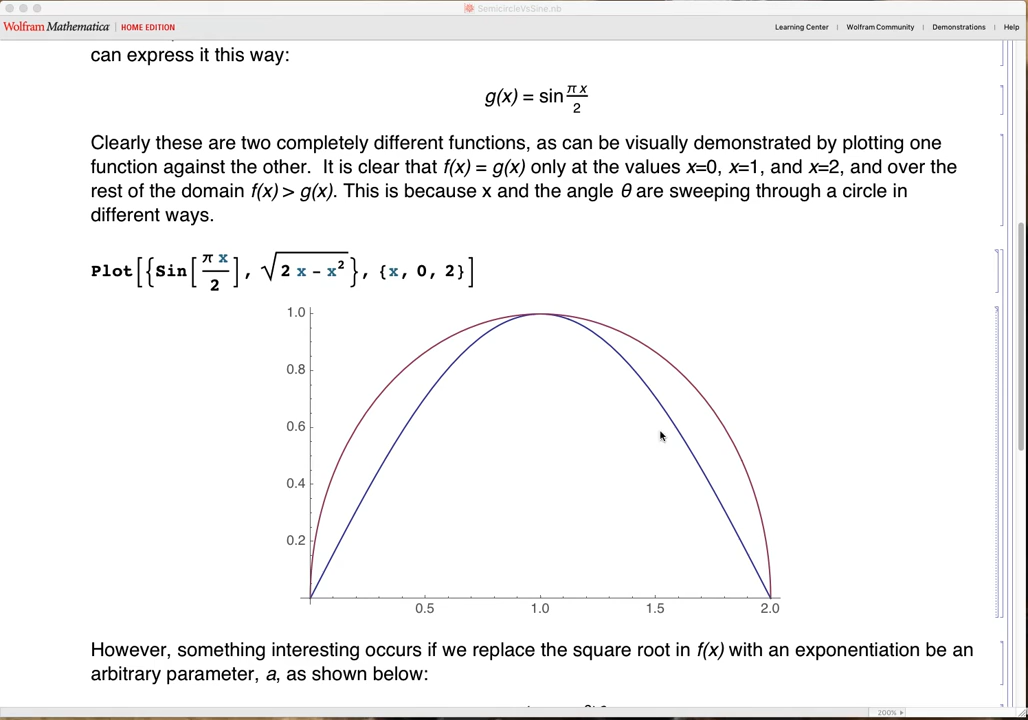 SemicircleVsSine.nb
Wolfram Mathematica | HOME EDITION Learning Center | Wolfram Community | Demonstrations | Help
can express it this way:
g(x) = sin πx/2
Clearly these are two completely different functions, as can be visually demonstrated by plotting one
function against the other. It is clear that f(x) = g(x) only at the values x=0, x=1, and x=2, and over the
rest of the domain f(x) > g(x). This is because x and the angle θ are sweeping through a circle in
different ways.
Plot[{Sin[π x/2], √(2 x - x²)}, {x, 0, 2}]
1.0
0.8
0.6
0.4
0.2
0.5 1.0 1.5 2.0
However, something interesting occurs if we replace the square root in f(x) with an exponentiation be an
arbitrary parameter, a, as shown below:
200%